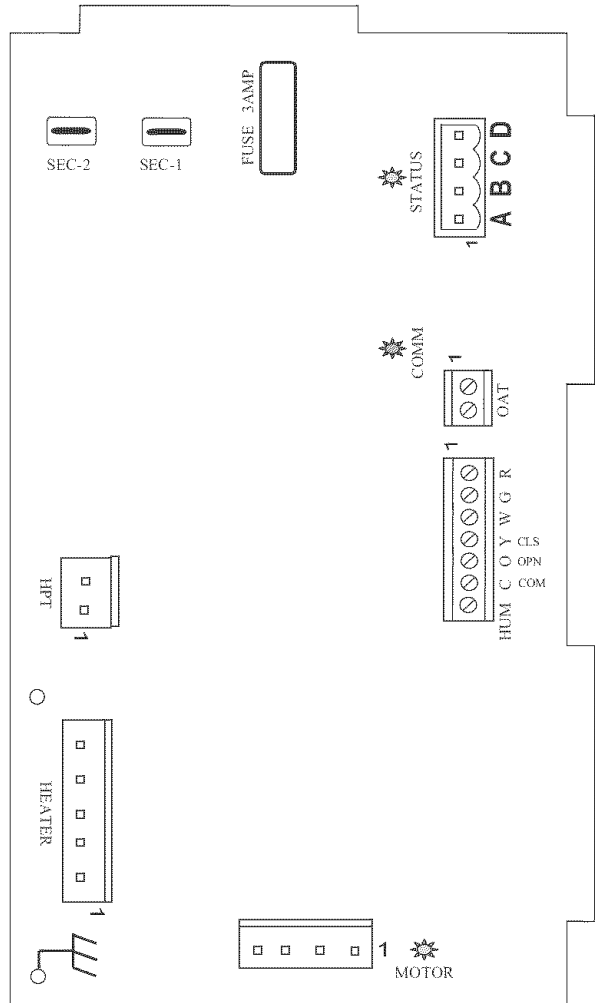 SEC-2
SEC-1
FUSE 3AMP
STATUS
A B C D
1
COMM
1
OAT
1
HUM C O Y W G R
CLS
OPN
COM
HPT
1
HEATER
1
1
MOTOR